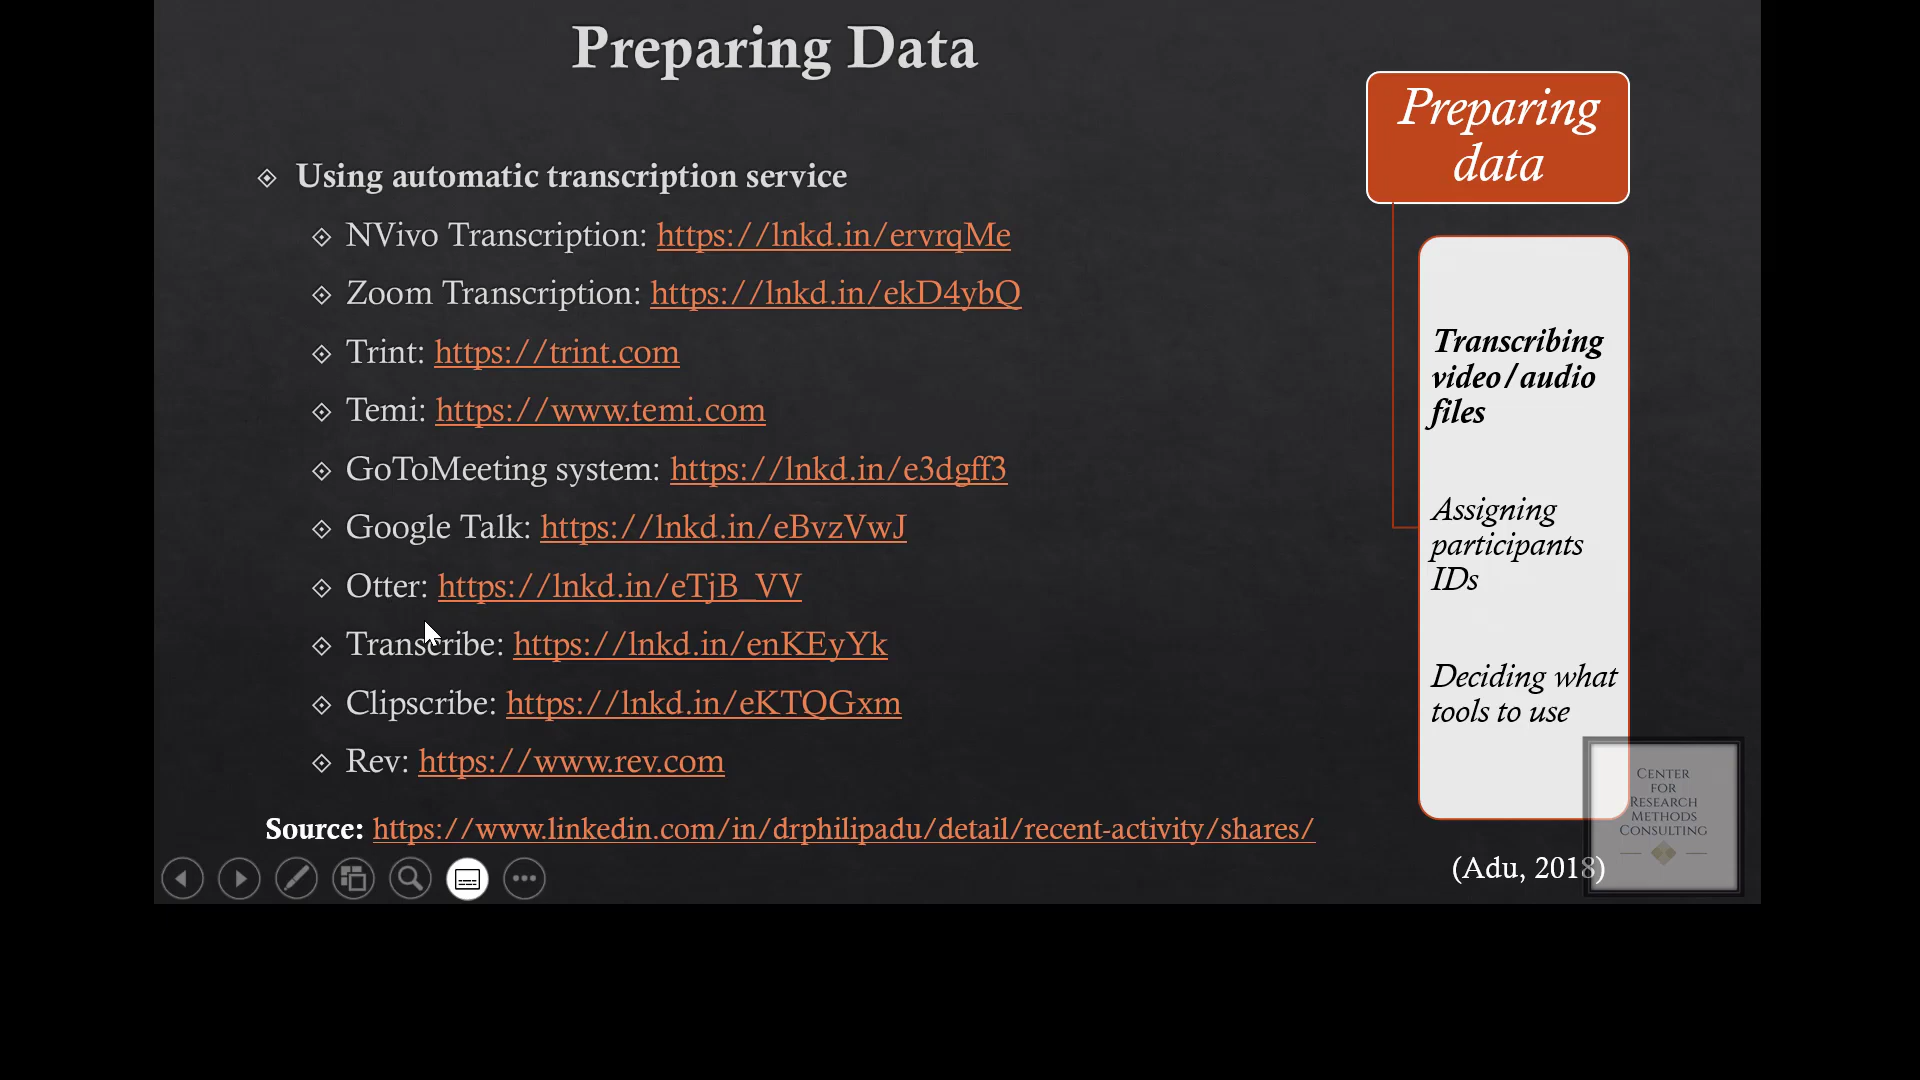 Preparing Data
Using automatic transcription service
NVivo Transcription: https://lnkd.in/ervrqMe
Zoom Transcription: https://lnkd.in/ekD4ybQ
Trint: https://trint.com
Temi: https://www.temi.com
GoToMeeting system: https://lnkd.in/e3dgff3
Google Talk: https://lnkd.in/eBvzVwJ
Otter: https://lnkd.in/eTjB_VV
Transcribe: https://lnkd.in/enKEyYk
Clipscribe: https://lnkd.in/eKTQGxm
Rev: https://www.rev.com
Source: https://www.linkedin.com/in/drphilipadu/detail/recent-activity/shares/
Preparing
data
Transcribing
video/audio
files
Assigning
participants
IDs
Deciding what
tools to use
CENTER
FOR
RESEARCH
METHODS
CONSULTING
(Adu, 2018)